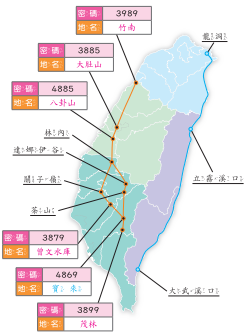 密碼 3989
地名 竹南
龍洞
密碼 3885
地名 大肚山
密碼 4885
地名 八卦山
林內
達娜伊谷
關子嶺
茶山
立霧溪口
密碼 3879
地名 曾文水庫
密碼 4869
地名 寶來
大武溪口
密碼 3899
地名 茂林